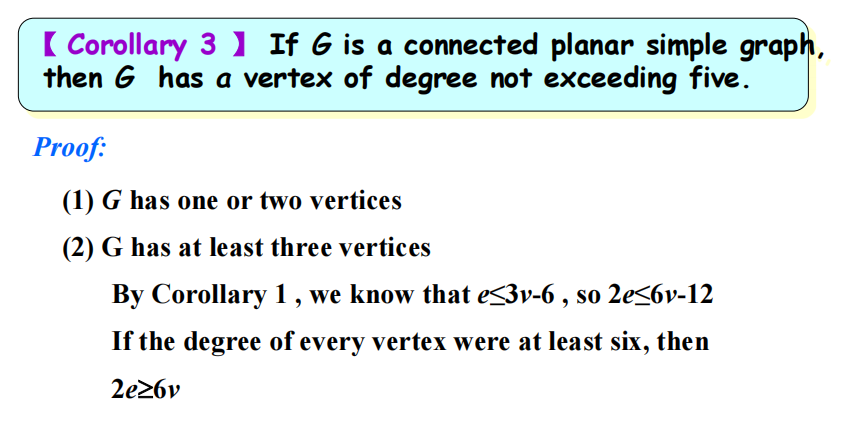 【 Corollary 3 】 If G is a connected planar simple graph,
then G has a vertex of degree not exceeding five.
Proof:
(1) G has one or two vertices
(2) G has at least three vertices
By Corollary 1 , we know that e≤3v-6 , so 2e≤6v-12
If the degree of every vertex were at least six, then
2e≥6v